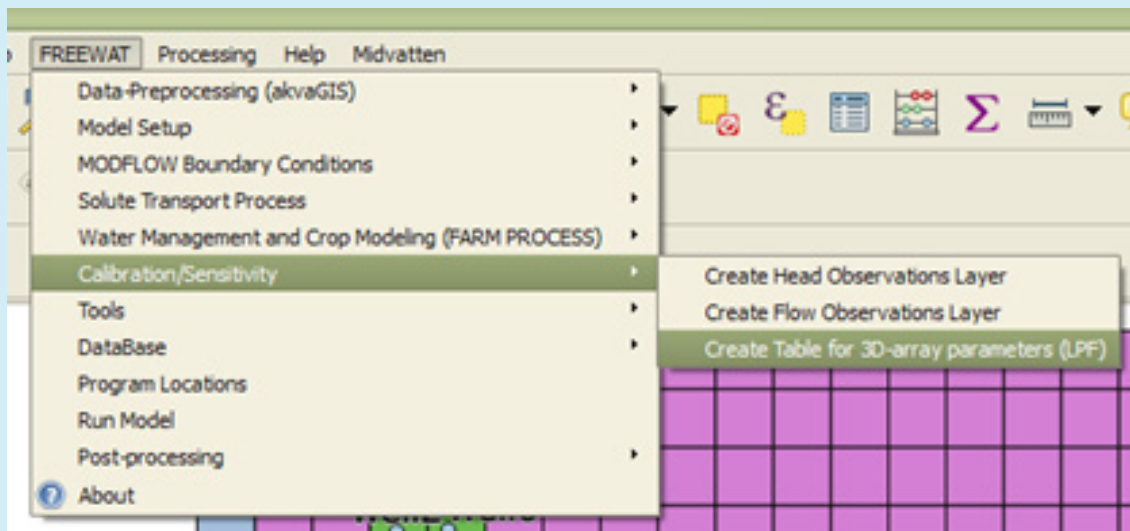 FREEWAT Processing Help Midvatten
Data-Preprocessing (akvaGIS)
Model Setup
MODFLOW Boundary Conditions
Solute Transport Process
Water Management and Crop Modeling (FARM PROCESS)
Calibration/Sensitivity
Create Head Observations Layer
Create Flow Observations Layer
Create Table for 3D-array parameters (LPF)
Tools
DataBase
Program Locations
Run Model
Post-processing
About